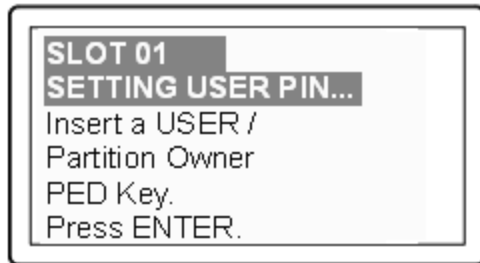 SLOT 01
SETTING USER PIN...
Insert a USER /
Partition Owner
PED Key.
Press ENTER.